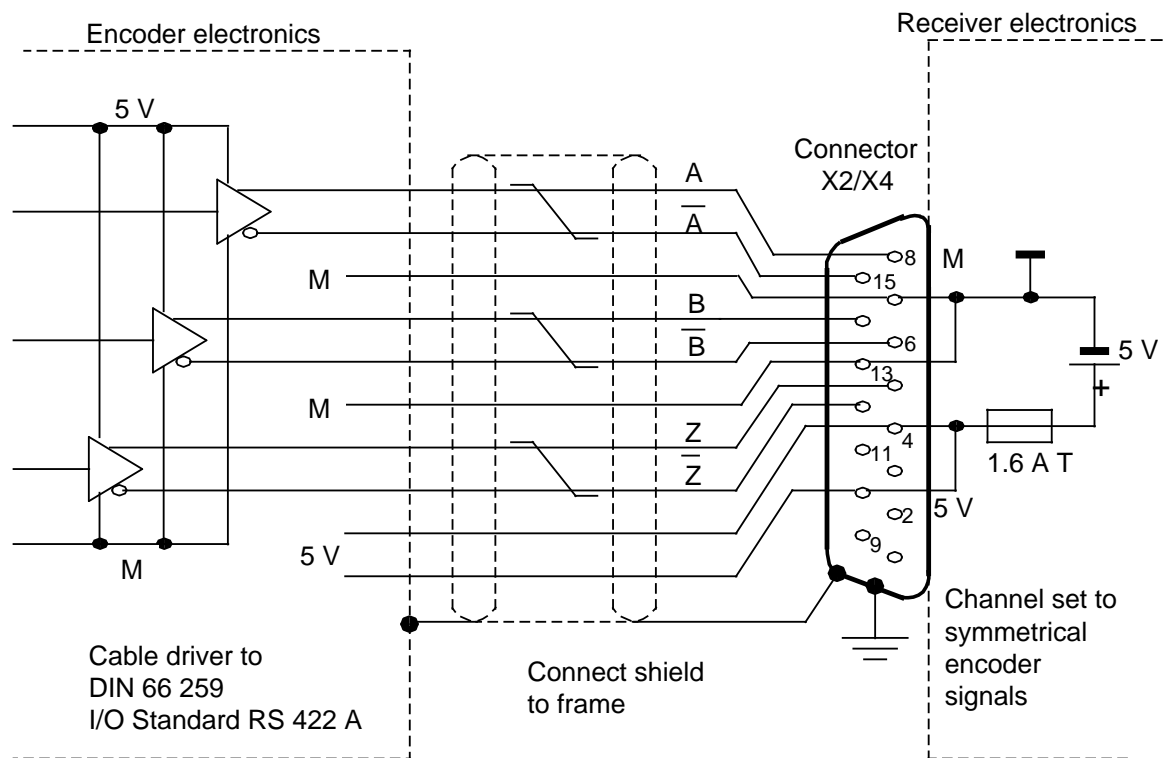 Encoder electronics
Receiver electronics
5 V
Connector
X2/X4
A
A̅
M
B
B̅
M
Z
Z̅
5 V
M
8
15
6
13
4
11
2
9
M
5 V
+
1.6 A T
5 V
Cable driver to
DIN 66 259
I/O Standard RS 422 A
Connect shield
to frame
Channel set to
symmetrical
encoder
signals